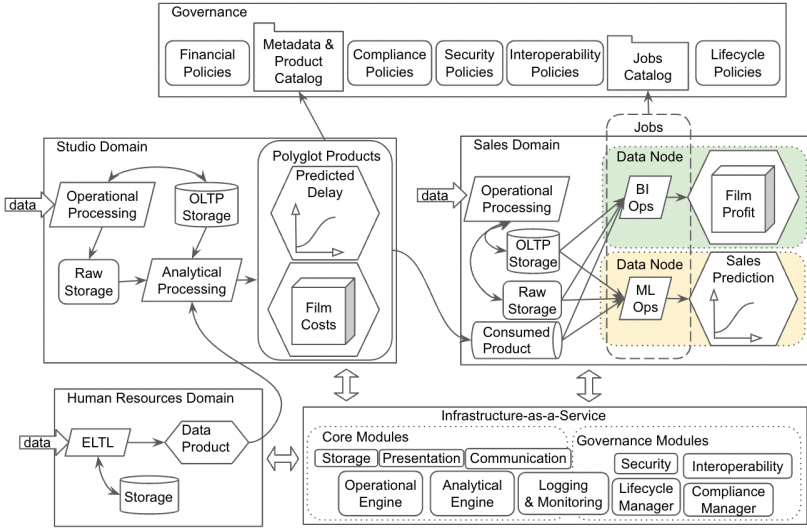 Governance
Financial
Policies
Metadata &
Product
Catalog
Compliance
Policies
Security
Policies
Interoperability
Policies
Jobs
Catalog
Lifecycle
Policies
Studio Domain
data
Operational
Processing
OLTP
Storage
Raw
Storage
Analytical
Processing
Polyglot Products
Predicted
Delay
Film
Costs
Sales Domain
data
Operational
Processing
OLTP
Storage
Raw
Storage
Consumed
Product
Jobs
Data Node
BI
Ops
Film
Profit
Data Node
ML
Ops
Sales
Prediction
Human Resources Domain
data
ELTL
Data
Product
Storage
Infrastructure-as-a-Service
Core Modules
Storage
Presentation
Communication
Operational
Engine
Analytical
Engine
Logging
& Monitoring
Governance Modules
Security
Interoperability
Lifecycle
Manager
Compliance
Manager